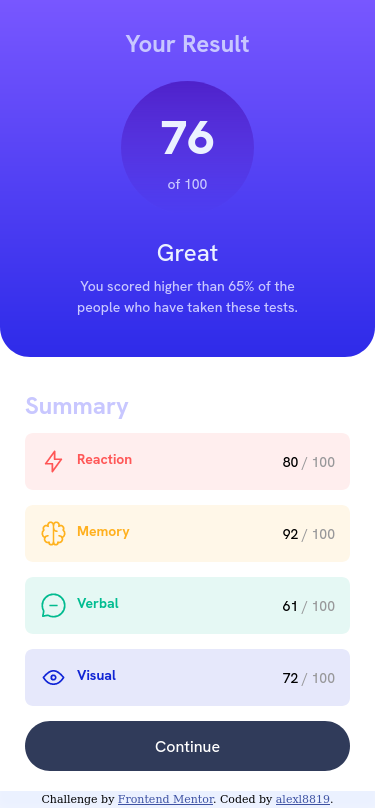 Your Result
76
of 100
Great
You scored higher than 65% of the
people who have taken these tests.
Summary
Reaction 80 / 100
Memory 92 / 100
Verbal 61 / 100
Visual 72 / 100
Continue
Challenge by Frontend Mentor. Coded by alexl8819.